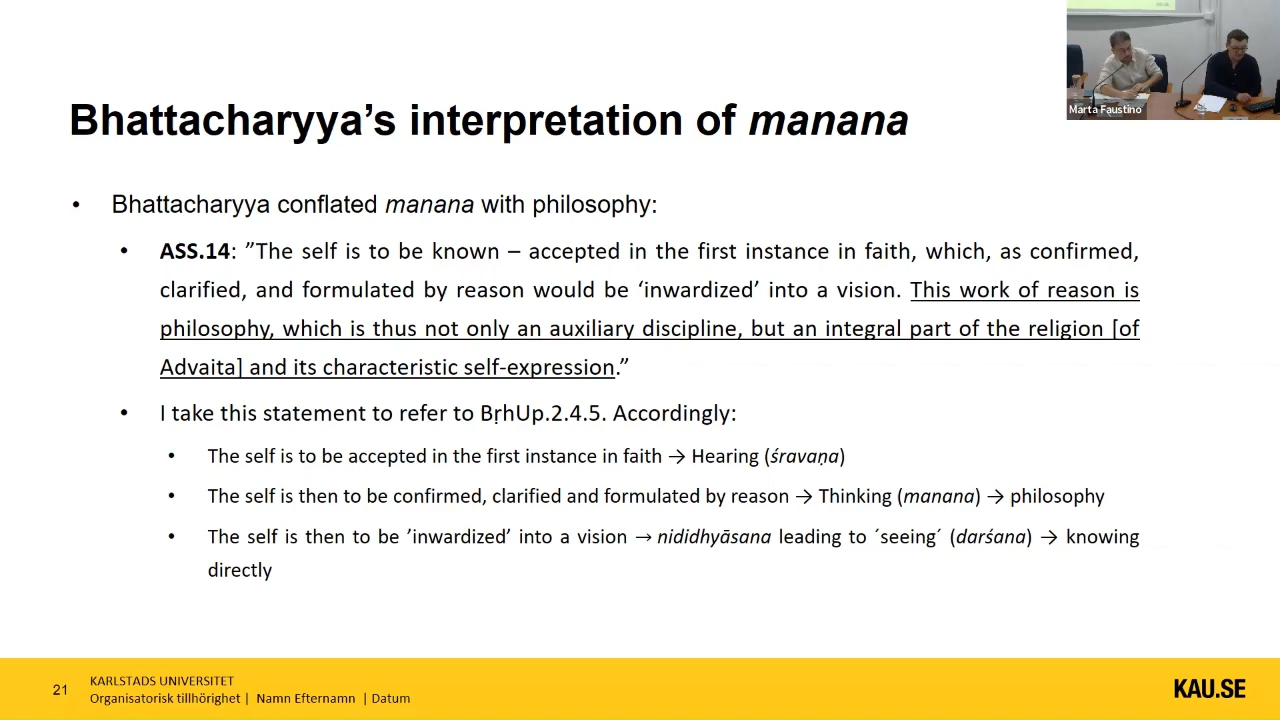 Marta Faustino
Bhattacharyya’s interpretation of manana
• Bhattacharyya conflated manana with philosophy:
• ASS.14: ”The self is to be known – accepted in the first instance in faith, which, as confirmed,
clarified, and formulated by reason would be ‘inwardized’ into a vision. This work of reason is
philosophy, which is thus not only an auxiliary discipline, but an integral part of the religion [of
Advaita] and its characteristic self-expression.”
• I take this statement to refer to BṛhUp.2.4.5. Accordingly:
• The self is to be accepted in the first instance in faith → Hearing (śravaṇa)
• The self is then to be confirmed, clarified and formulated by reason → Thinking (manana) → philosophy
• The self is then to be ’inwardized’ into a vision → nididhyāsana leading to ´seeing´ (darśana) → knowing
directly
21
KARLSTADS UNIVERSITET
Organisatorisk tillhörighet | Namn Efternamn | Datum
KAU.SE